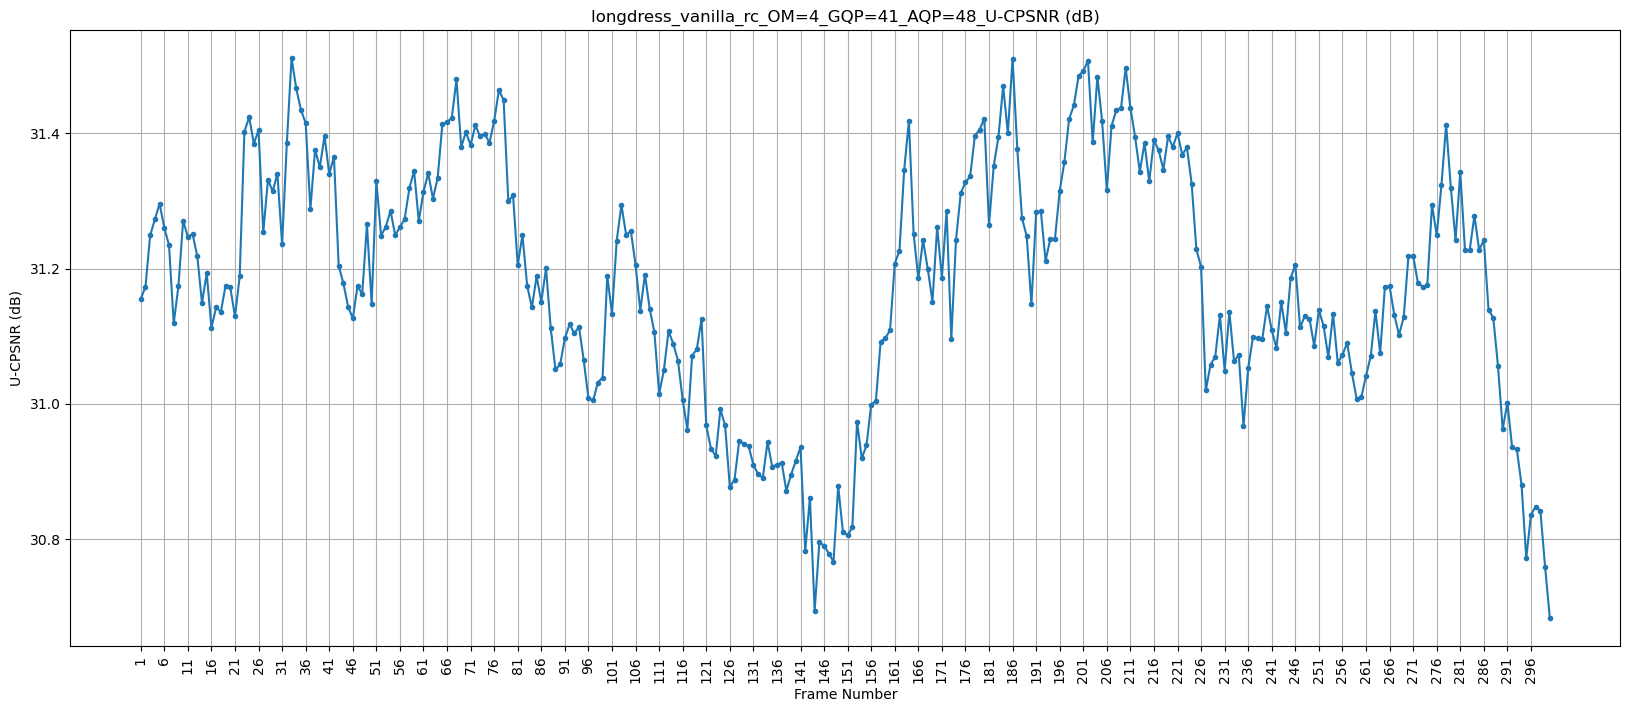 longdress_vanilla_rc_OM=4_GQP=41_AQP=48_U-CPSNR (dB)
U-CPSNR (dB)
31.4
31.2
31.0
30.8
1 6 11 16 21 26 31 36 41 46 51 56 61 66 71 76 81 86 91 96 101 106 111 116 121 126 131 136 141 146 151 156 161 166 171 176 181 186 191 196 201 206 211 216 221 226 231 236 241 246 251 256 261 266 271 276 281 286 291 296
Frame Number